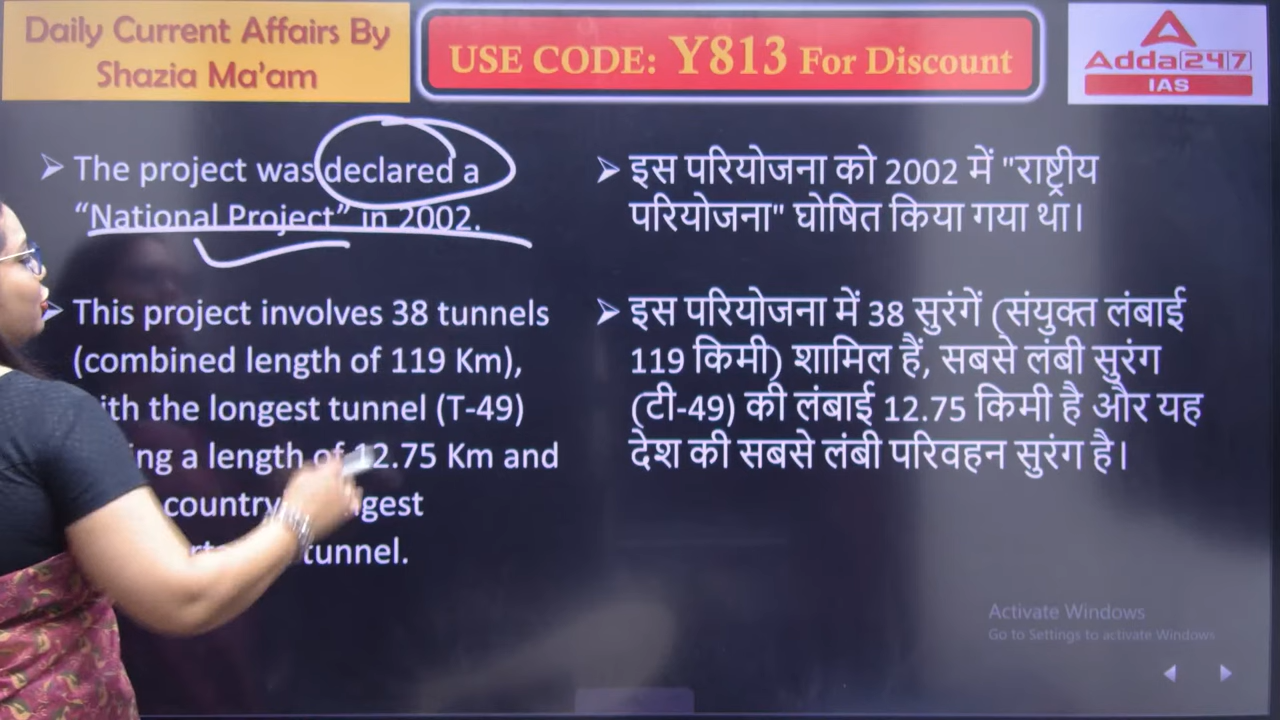 Daily Current Affairs By
Shazia Ma'am
USE CODE: Y813 For Discount
Adda247
IAS
➢ The project was declared a
“National Project” in 2002.
This project involves 38 tunnels
(combined length of 119 Km),
the longest tunnel (T-49)
a length of 12.75 Km and
country
tunnel.
➢ इस परियोजना को 2002 में "राष्ट्रीय
परियोजना" घोषित किया गया था।
➢ इस परियोजना में 38 सुरंगें (संयुक्त लंबाई
119 किमी) शामिल हैं, सबसे लंबी सुरंग
(टी-49) की लंबाई 12.75 किमी है और यह
देश की सबसे लंबी परिवहन सुरंग है।
Activate Windows
Go to Settings to activate Windows.